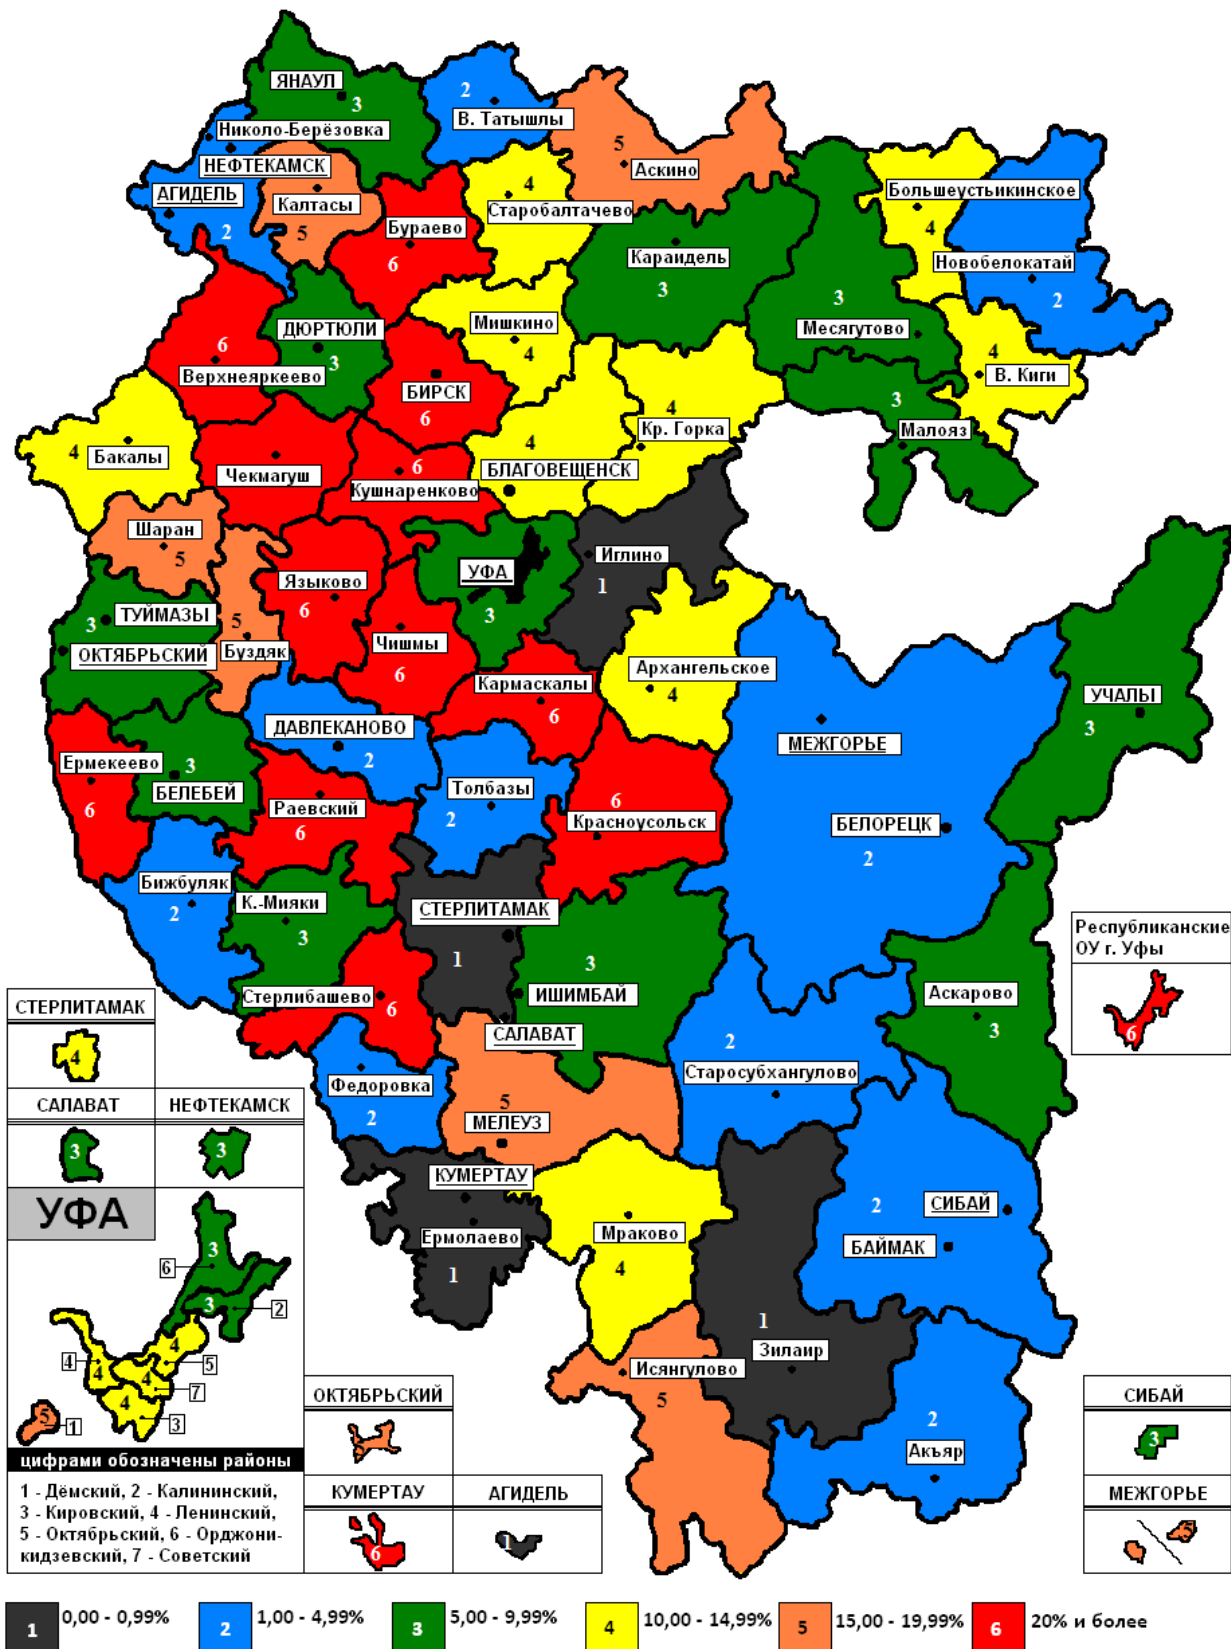 ЯНАУЛ
3
2
В. Татышлы
Николо-Берёзовка
НЕФТЕКАМСК
5
Аскино
АГИДЕЛЬ
Калтасы
4
Старобалтачево
Большеустьикинское
2
5
Бураево
6
Караидель
3
4
Новобелокатай
2
ДЮРТЮЛИ
3
Мишкино
4
3
Месягутово
6
Верхнеяркеево
4
В. Киги
БИРСК
6
4
Кр. Горка
3
Малояз
4
Бакалы
Чекмагуш
6
Кушнаренково
4
БЛАГОВЕЩЕНСК
Шаран
5
УФА
3
Иглино
1
Языково
6
3
ТУЙМАЗЫ
ОКТЯБРЬСКИЙ
5
Буздяк
Чишмы
6
Кармаскалы
6
Архангельское
4
УЧАЛЫ
3
ДАВЛЕКАНОВО
2
МЕЖГОРЬЕ
Ермекеево
6
3
БЕЛЕБЕЙ
Раевский
6
Толбазы
2
6
Красноусольск
БЕЛОРЕЦК
2
Бижбуляк
2
К.-Мияки
3
СТЕРЛИТАМАК
1
3
ИШИМБАЙ
Республиканские
ОУ г. Уфы
6
Стерлибашево
6
САЛАВАТ
Аскарово
3
СТЕРЛИТАМАК
4
2
Старосубхангулово
Федоровка
2
5
МЕЛЕУЗ
САЛАВАТ
НЕФТЕКАМСК
3
3
КУМЕРТАУ
Ермолаево
1
Мраково
4
2
СИБАЙ
БАЙМАК
УФА
3
6
3
2
4
4
4
5
4
7
4
3
5
1
1
Зилаир
Исянгулово
5
2
Акъяр
ОКТЯБРЬСКИЙ
СИБАЙ
3
цифрами обозначены районы
1 - Дёмский, 2 - Калининский,
3 - Кировский, 4 - Ленинский,
5 - Октябрьский, 6 - Орджони-
кидзевский, 7 - Советский
КУМЕРТАУ
6
АГИДЕЛЬ
1
МЕЖГОРЬЕ
5
1 0,00 - 0,99%
2 1,00 - 4,99%
3 5,00 - 9,99%
4 10,00 - 14,99%
5 15,00 - 19,99%
6 20% и более